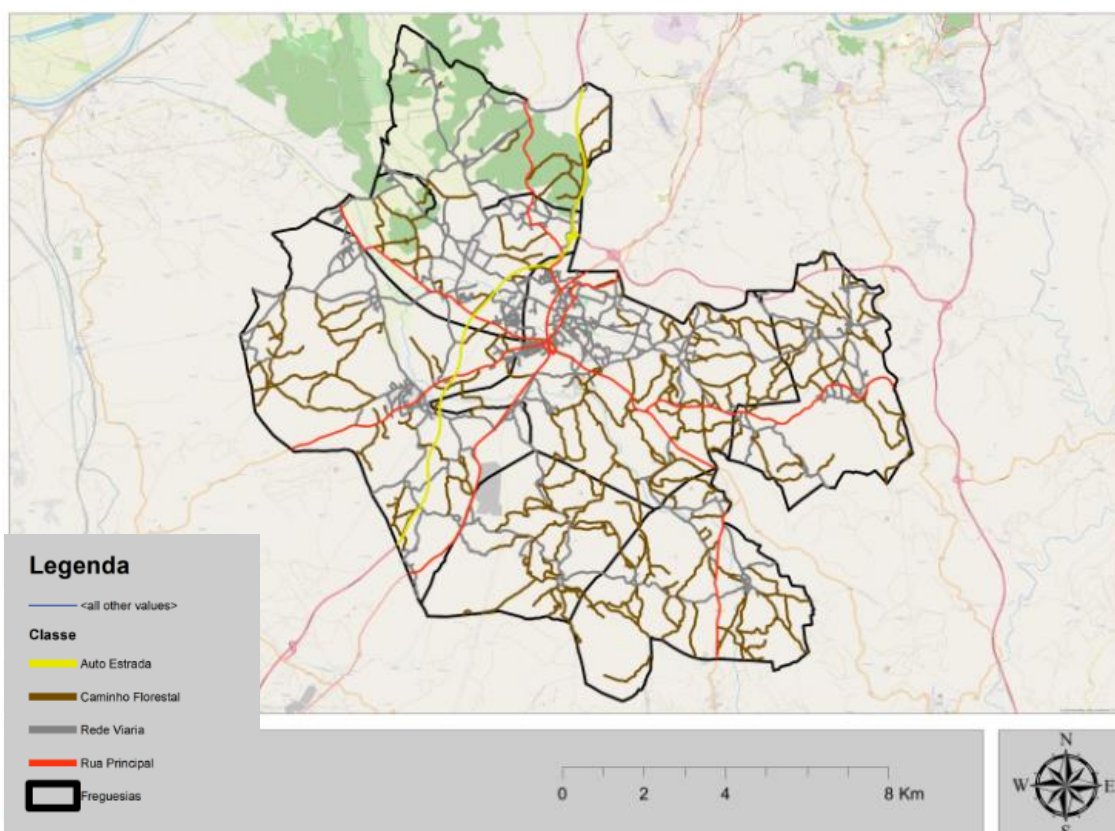 Legenda
<all other values>
Classe
Auto Estrada
Caminho Florestal
Rede Viaria
Rua Principal
Freguesias
0 2 4 8 Km
N
W E
S